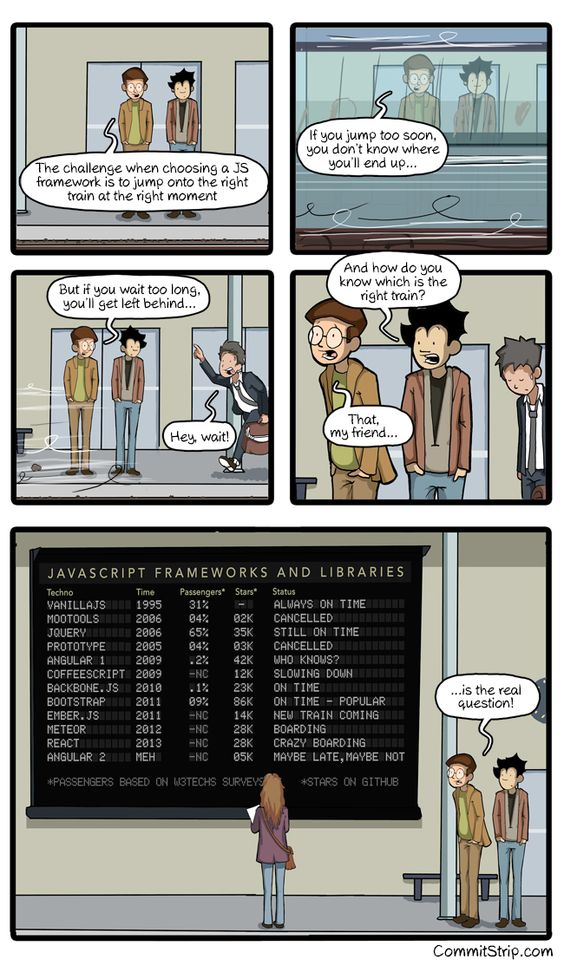 The challenge when choosing a JS
framework is to jump onto the right
train at the right moment
If you jump too soon,
you don't know where
you'll end up...
But if you wait too long,
you'll get left behind...
Hey, wait!
And how do you
know which is the
right train?
That,
my friend...
JAVASCRIPT FRAMEWORKS AND LIBRARIES
Techno Time Passengers* Stars* Status
VANILLAJS 1995 31% - ALWAYS ON TIME
MOOTOOLS 2006 04% 02K CANCELLED
JQUERY 2006 65% 35K STILL ON TIME
PROTOTYPE 2005 04% 03K CANCELLED
ANGULAR 1 2009 .2% 42K WHO KNOWS?
COFFEESCRIPT 2009 -NC 12K SLOWING DOWN
BACKBONE.JS 2010 .1% 23K ON TIME
BOOTSTRAP 2011 09% 86K ON TIME - POPULAR
EMBER.JS 2011 -NC 14K NEW TRAIN COMING
METEOR 2012 -NC 28K BOARDING
REACT 2013 -NC 28K CRAZY BOARDING
ANGULAR 2 MEH -NC 05K MAYBE LATE,MAYBE NOT
*PASSENGERS BASED ON W3TECHS SURVEYS *STARS ON GITHUB
...is the real
question!
CommitStrip.com